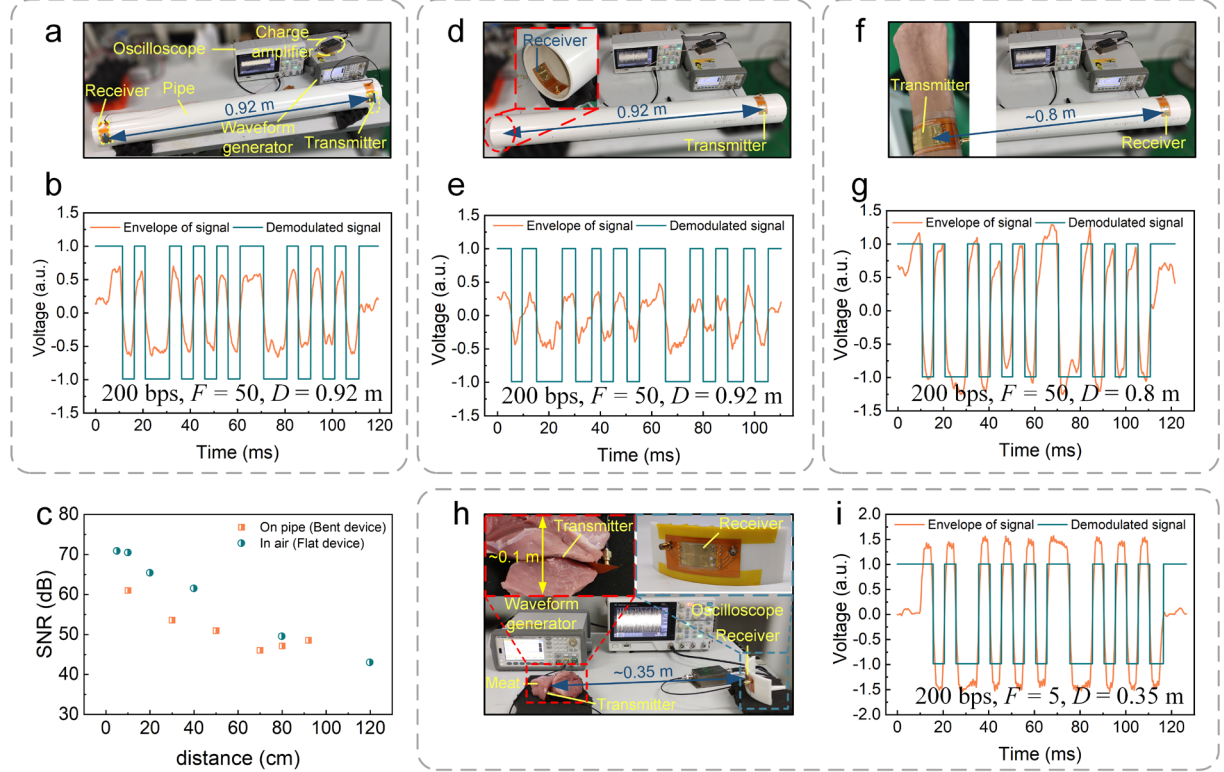 a
Oscilloscope
Charge
amplifier
Receiver
Pipe
0.92 m
Waveform
generator
Transmitter
b
1.5
1.0
0.5
0.0
-0.5
-1.0
-1.5
Voltage (a.u.)
Envelope of signal
Demodulated signal
200 bps, F = 50, D = 0.92 m
0 20 40 60 80 100 120
Time (ms)
c
80
70
60
50
40
30
SNR (dB)
On pipe (Bent device)
In air (Flat device)
0 20 40 60 80 100 120
distance (cm)
d
Receiver
0.92 m
Transmitter
e
1.5
1.0
0.5
0.0
-0.5
-1.0
-1.5
Voltage (a.u.)
Envelope of signal
Demodulated signal
200 bps, F = 50, D = 0.92 m
0 20 40 60 80 100
Time (ms)
f
Transmitter
~0.8 m
Receiver
g
1.5
1.0
0.5
0.0
-0.5
-1.0
-1.5
Voltage (a.u.)
Envelope of signal
Demodulated signal
200 bps, F = 50, D = 0.8 m
0 20 40 60 80 100 120
Time (ms)
h
Transmitter
~0.1 m
Receiver
Waveform
generator
Oscilloscope
Receiver
~0.35 m
Meat
Transmitter
i
2.0
1.5
1.0
0.5
0.0
-0.5
-1.0
-1.5
-2.0
Voltage (a.u.)
Envelope of signal
Demodulated signal
200 bps, F = 5, D = 0.35 m
0 20 40 60 80 100 120
Time (ms)